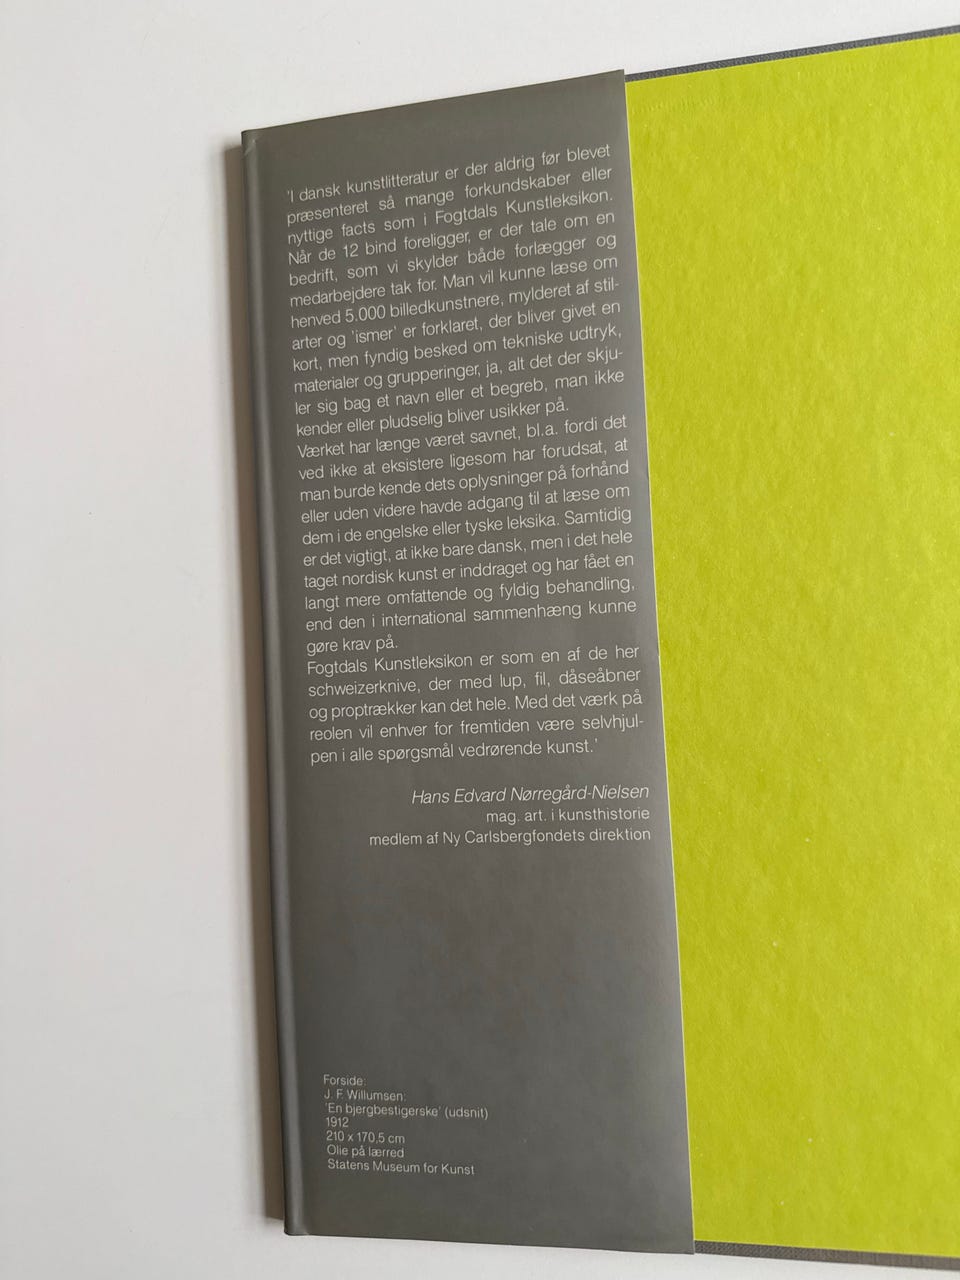 'I dansk kunstlitteratur er der aldrig før blevet
præsenteret så mange forkundskaber eller
nyttige facts som i Fogtdals Kunstleksikon.
Når de 12 bind foreligger, er der tale om en
bedrift, som vi skylder både forlægger og
medarbejdere tak for. Man vil kunne læse om
henved 5.000 billedkunstnere, mylderet af stil-
arter og 'ismer' er forklaret, der bliver givet en
kort, men fyndig besked om tekniske udtryk,
materialer og grupperinger, ja, alt det der skju-
ler sig bag et navn eller et begreb, man ikke
kender eller pludselig bliver usikker på.
Værket har længe været savnet, bl.a. fordi det
ved ikke at eksistere ligesom har forudsat, at
man burde kende dets oplysninger på forhånd
eller uden videre havde adgang til at læse om
dem i de engelske eller tyske leksika. Samtidig
er det vigtigt, at ikke bare dansk, men i det hele
taget nordisk kunst er inddraget og har fået en
langt mere omfattende og fyldig behandling,
end den i international sammenhæng kunne
gøre krav på.
Fogtdals Kunstleksikon er som en af de her
schweizerknive, der med lup, fil, dåseåbner
og proptrækker kan det hele. Med det værk på
reolen vil enhver for fremtiden være selvhjul-
pen i alle spørgsmål vedrørende kunst.'
Hans Edvard Nørregård-Nielsen
mag. art. i kunsthistorie
medlem af Ny Carlsbergfondets direktion
Forside:
J. F. Willumsen:
'En bjergbestigerske' (udsnit)
1912
210 x 170,5 cm
Olie på lærred
Statens Museum for Kunst